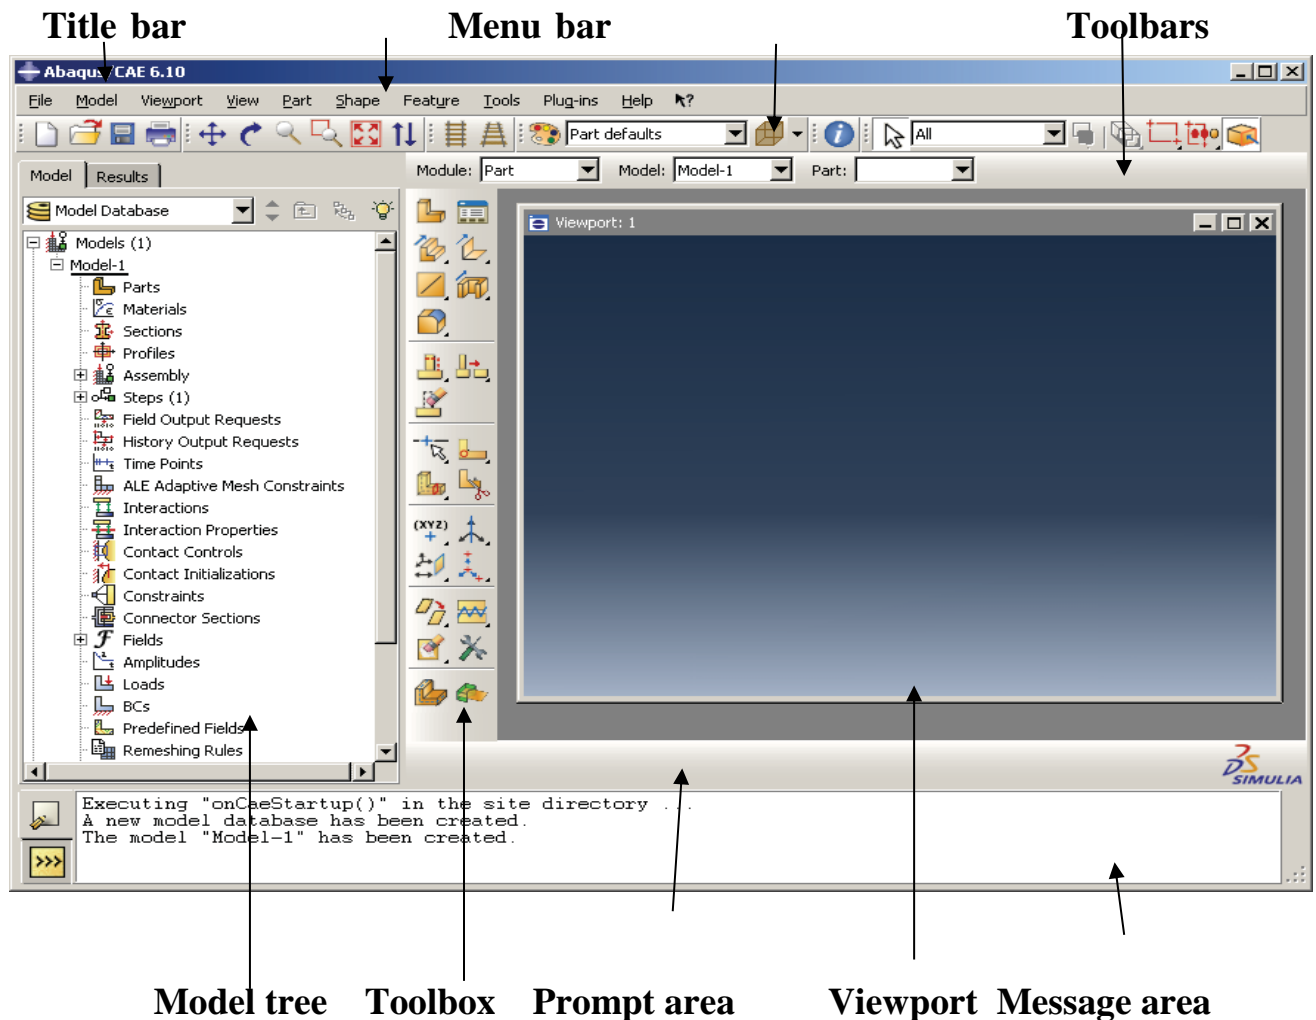 Title bar Menu bar Toolbars
Abaqus/CAE 6.10
File Model Viewport View Part Shape Feature Tools Plug-ins Help ?
Part defaults All
Model Results
Module: Part Model: Model-1 Part:
Model Database
Viewport: 1
Models (1)
Model-1
Parts
Materials
Sections
Profiles
Assembly
Steps (1)
Field Output Requests
History Output Requests
Time Points
ALE Adaptive Mesh Constraints
Interactions
Interaction Properties
Contact Controls
Contact Initializations
Constraints
Connector Sections
Fields
Amplitudes
Loads
BCs
Predefined Fields
Remeshing Rules
(XYZ)
SIMULIA
Executing "onCaeStartup()" in the site directory ...
A new model database has been created.
The model "Model-1" has been created.
>>>
Model tree Toolbox Prompt area Viewport Message area